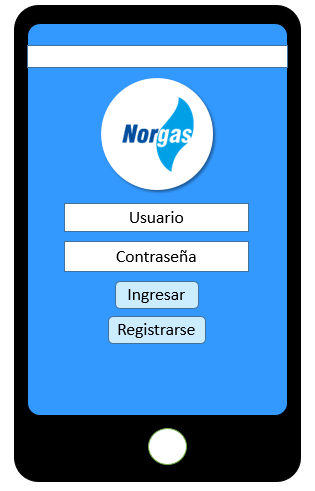 Norgas
Usuario
Contraseña
Ingresar
Registrarse